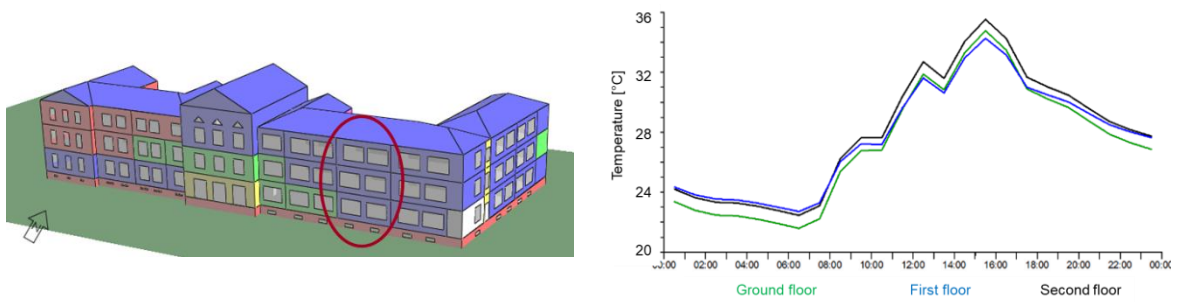 N
36
32
28
24
20
Temperature [°C]
02:00 04:00 06:00 08:00 10:00 12:00 14:00 16:00 18:00 20:00 22:00 00:00
Ground floor First floor Second floor